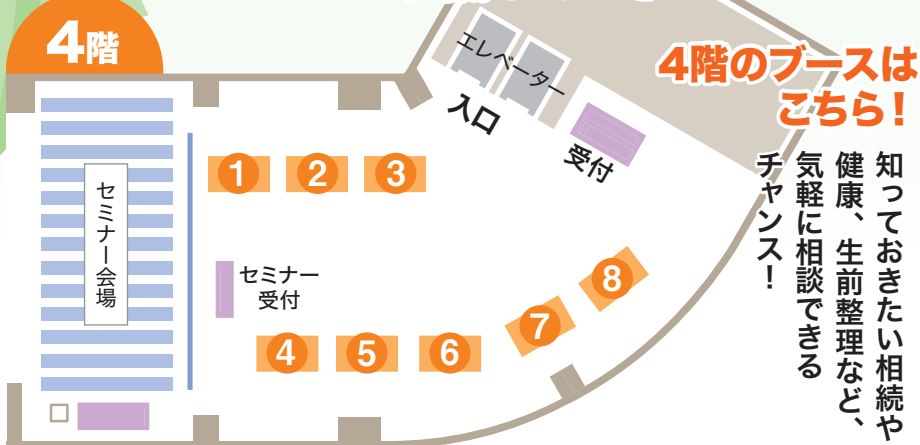 4階
エレベーター
入口
受付
4階のブースは
こちら！
知っておきたい相続や
健康、生前整理など、
気軽に相談できる
チャンス！
1
2
3
セミナー会場
セミナー
受付
4
5
6
7
8